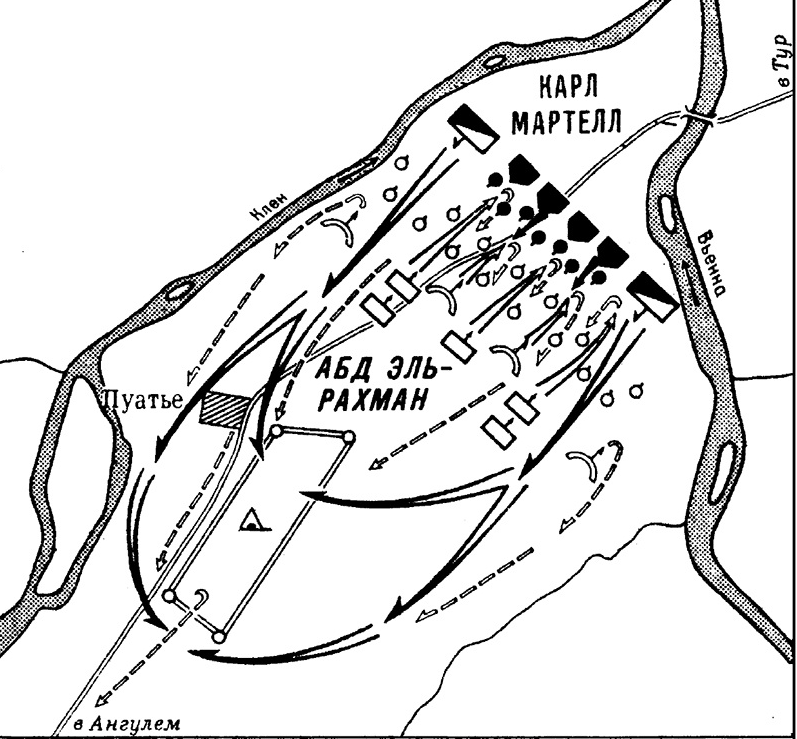 КАРЛ
МАРТЕЛЛ
в Тур
Клен
Вьенна
АБД ЭЛЬ-
РАХМАН
Пуатье
в Ангулем